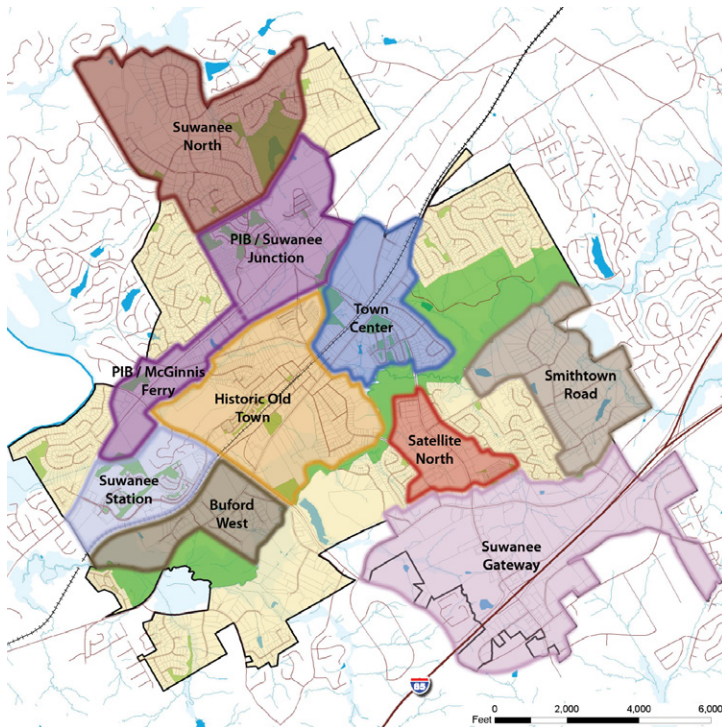 Suwanee
North
PIB / Suwanee
Junction
Town
Center
PIB / McGinnis
Ferry
Historic Old
Town
Smithtown
Road
Satellite
North
Suwanee
Station
Buford
West
Suwanee
Gateway
85
0 2,000 4,000 6,000
Feet